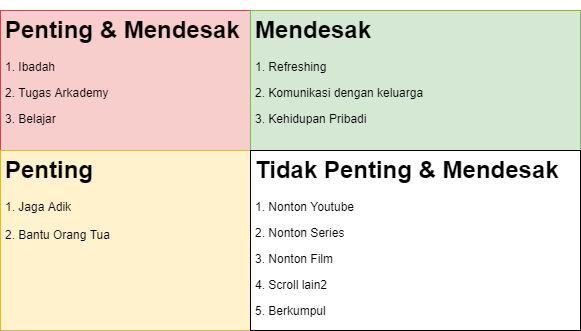 Penting & Mendesak
1. Ibadah
2. Tugas Arkademy
3. Belajar
Mendesak
1. Refreshing
2. Komunikasi dengan keluarga
3. Kehidupan Pribadi
Penting
1. Jaga Adik
2. Bantu Orang Tua
Tidak Penting & Mendesak
1. Nonton Youtube
2. Nonton Series
3. Nonton Film
4. Scroll lain2
5. Berkumpul